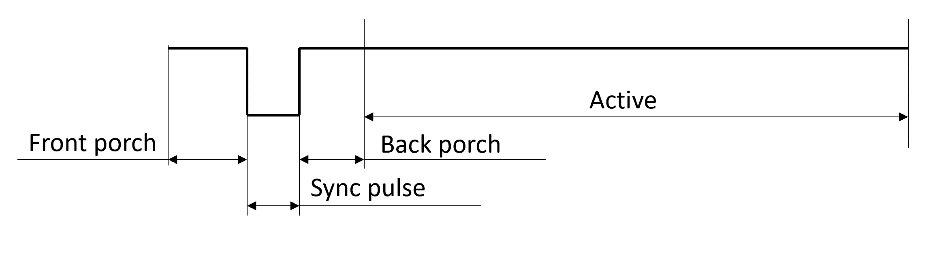 Active
Front porch
Back porch
Sync pulse